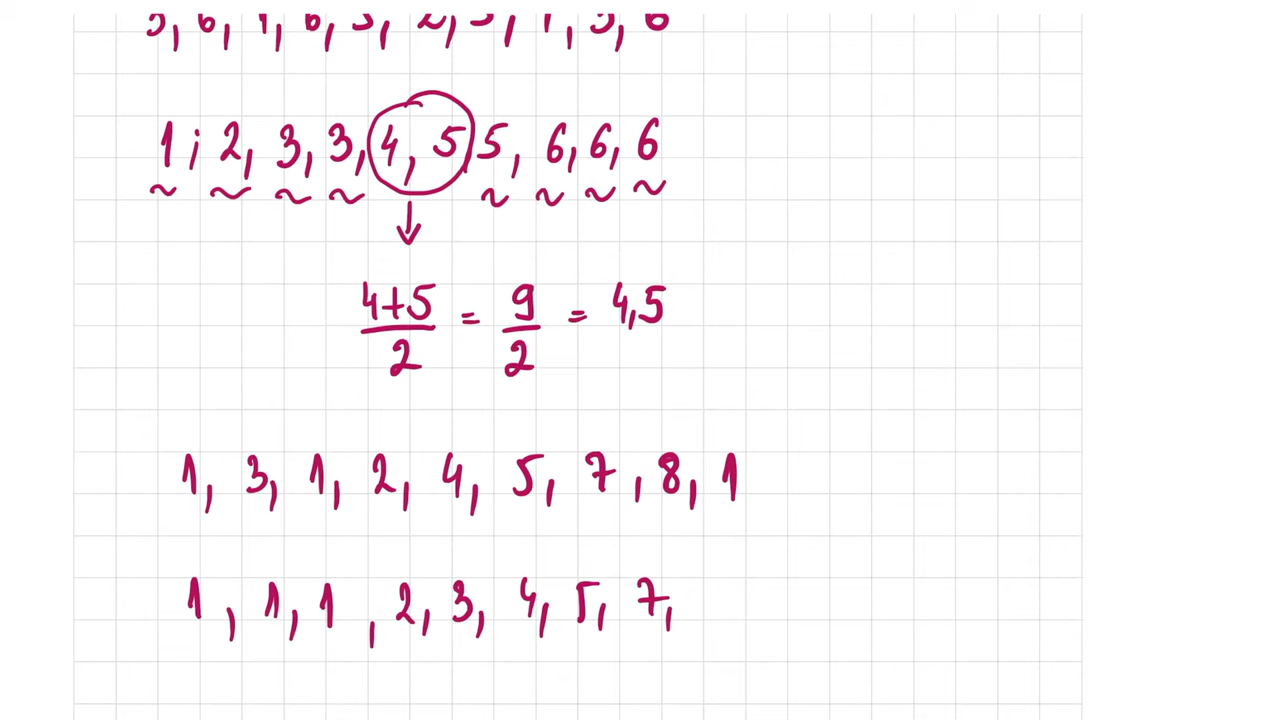 1; 2, 3, 3, 4, 5, 5, 6, 6, 6
4+5/2 = 9/2 = 4,5
1, 3, 1, 2, 4, 5, 7, 8, 1
1, 1, 1, 2, 3, 4, 5, 7,